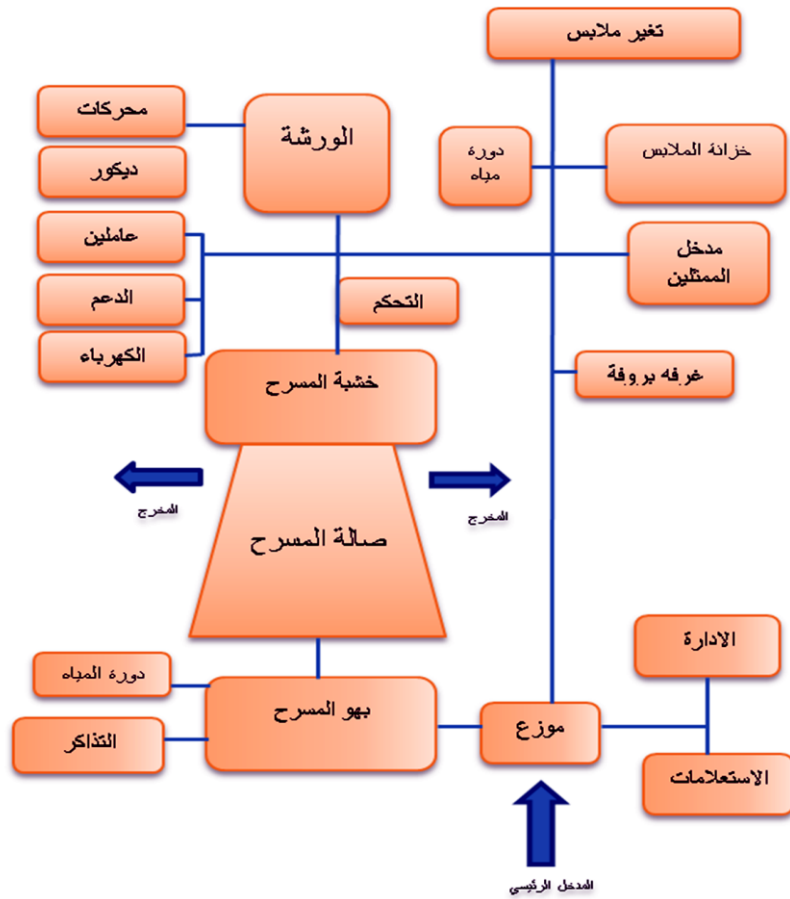 تغير ملابس
محركات
الورشة
دورة
مياه
خزانة الملابس
ديكور
عاملين
مدخل
الممثلين
الدعم
التحكم
الكهرباء
خشبة المسرح
غرفه بروفة
المخرج
المخرج
صالة المسرح
الادارة
دورة المياه
بهو المسرح
موزع
التذاكر
الاستعلامات
المدخل الرئيسي